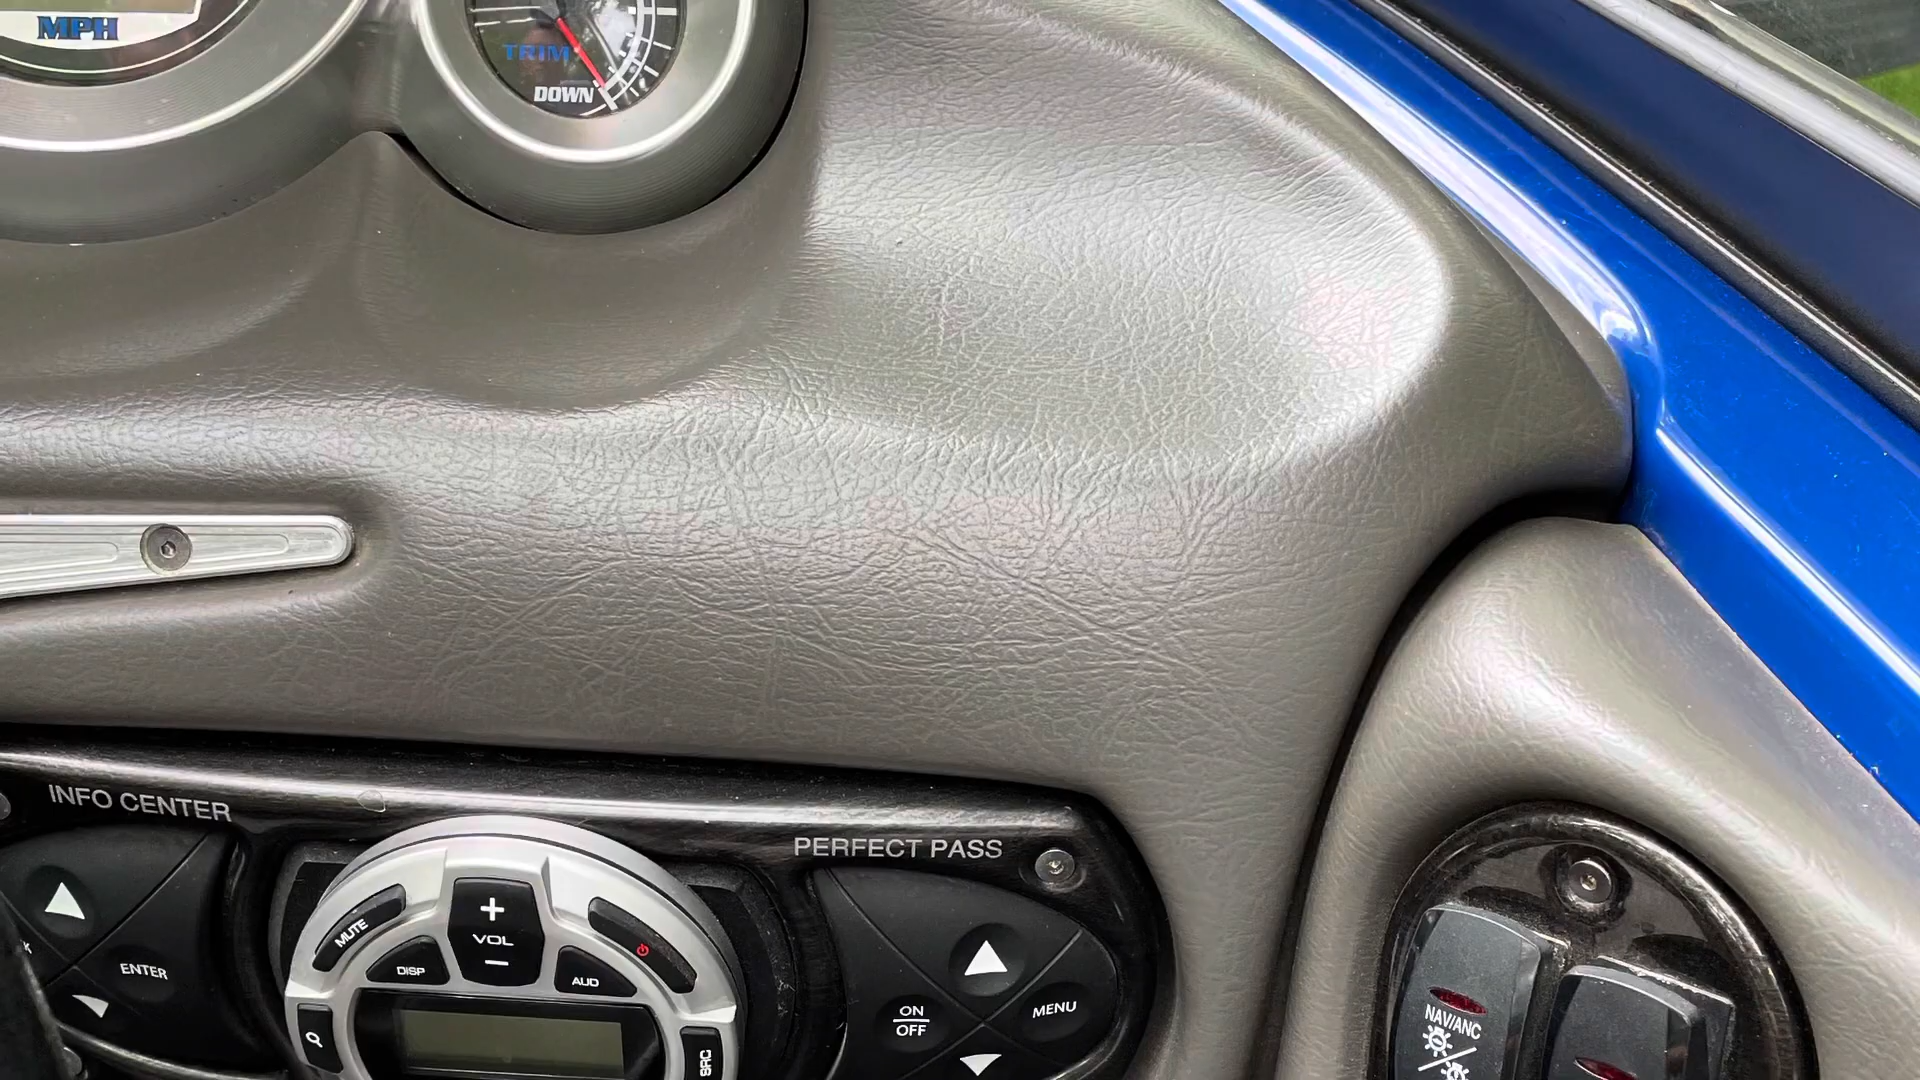 MPH
TRIM
DOWN
INFO CENTER
PERFECT PASS
MUTE
+
VOL
-
DISP
AUD
ENTER
ON
OFF
MENU
SRC
NAV/ANC